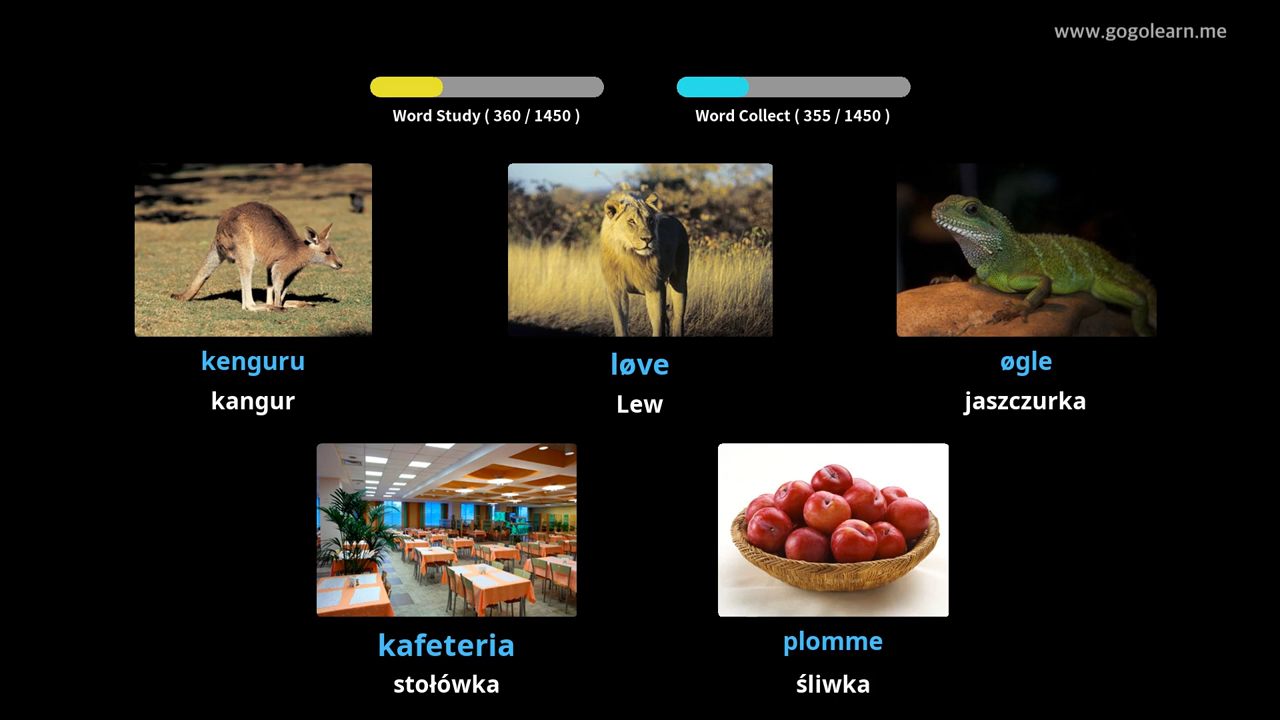 www.gogolearn.me
Word Study ( 360 / 1450 )
Word Collect ( 355 / 1450 )
kenguru
kangur
løve
Lew
øgle
jaszczurka
kafeteria
stołówka
plomme
śliwka